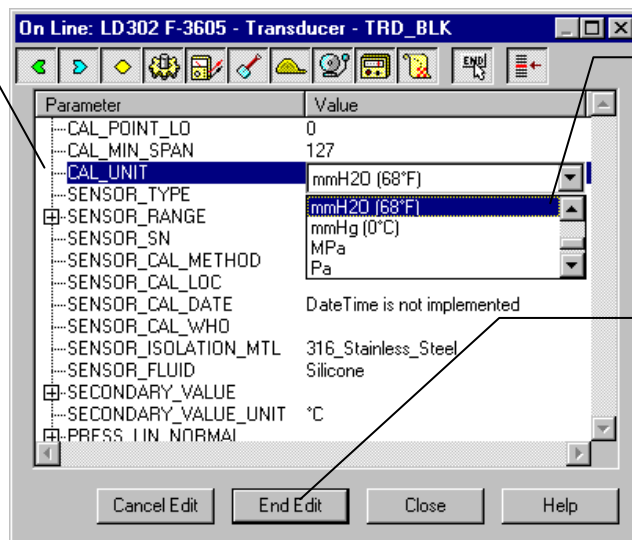 On Line: LD302 F-3605 - Transducer - TRD_BLK
END!
Parameter Value
CAL_POINT_LO 0
CAL_MIN_SPAN 127
CAL_UNIT mmH2O (68°F)
SENSOR_TYPE mmH2O (68°F)
SENSOR_RANGE mmHg (0°C)
SENSOR_SN MPa
SENSOR_CAL_METHOD Pa
SENSOR_CAL_LOC
SENSOR_CAL_DATE DateTime is not implemented
SENSOR_CAL_WHO
SENSOR_ISOLATION_MTL 316_Stainless_Steel
SENSOR_FLUID Silicone
SECONDARY_VALUE
SECONDARY_VALUE_UNIT °C
PRESS_LIN_NORMAL
Cancel Edit End Edit Close Help